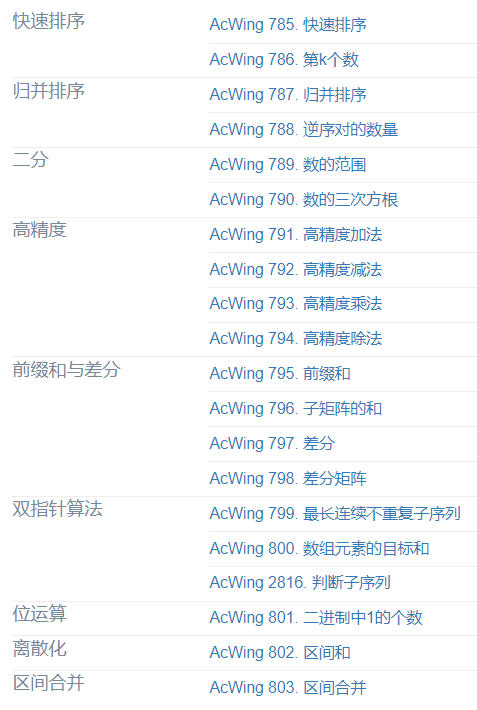 快速排序
AcWing 785. 快速排序
AcWing 786. 第k个数
归并排序
AcWing 787. 归并排序
AcWing 788. 逆序对的数量
二分
AcWing 789. 数的范围
AcWing 790. 数的三次方根
高精度
AcWing 791. 高精度加法
AcWing 792. 高精度减法
AcWing 793. 高精度乘法
AcWing 794. 高精度除法
前缀和与差分
AcWing 795. 前缀和
AcWing 796. 子矩阵的和
AcWing 797. 差分
AcWing 798. 差分矩阵
双指针算法
AcWing 799. 最长连续不重复子序列
AcWing 800. 数组元素的目标和
AcWing 2816. 判断子序列
位运算
AcWing 801. 二进制中1的个数
离散化
AcWing 802. 区间和
区间合并
AcWing 803. 区间合并